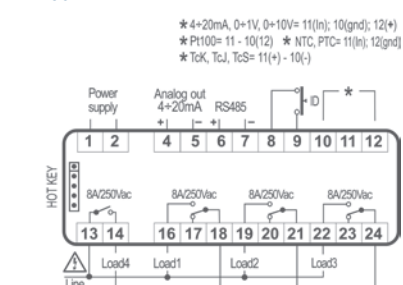 * 4÷20mA, 0÷1V, 0÷10V= 11(In); 10(gnd); 12(+)
* Pt100= 11 - 10(12) * NTC, PTC= 11(In); 12(gnd)
* TcK, TcJ, TcS= 11(+) - 10(-)
Power supply
Analog out 4÷20mA
RS485
ID
*
+ - + -
1 2 4 5 6 7 8 9 10 11 12
HOT KEY
8A/250Vac 8A/250Vac 8A/250Vac 8A/250Vac
13 14 16 17 18 19 20 21 22 23 24
Load4 Load1 Load2 Load3
Line